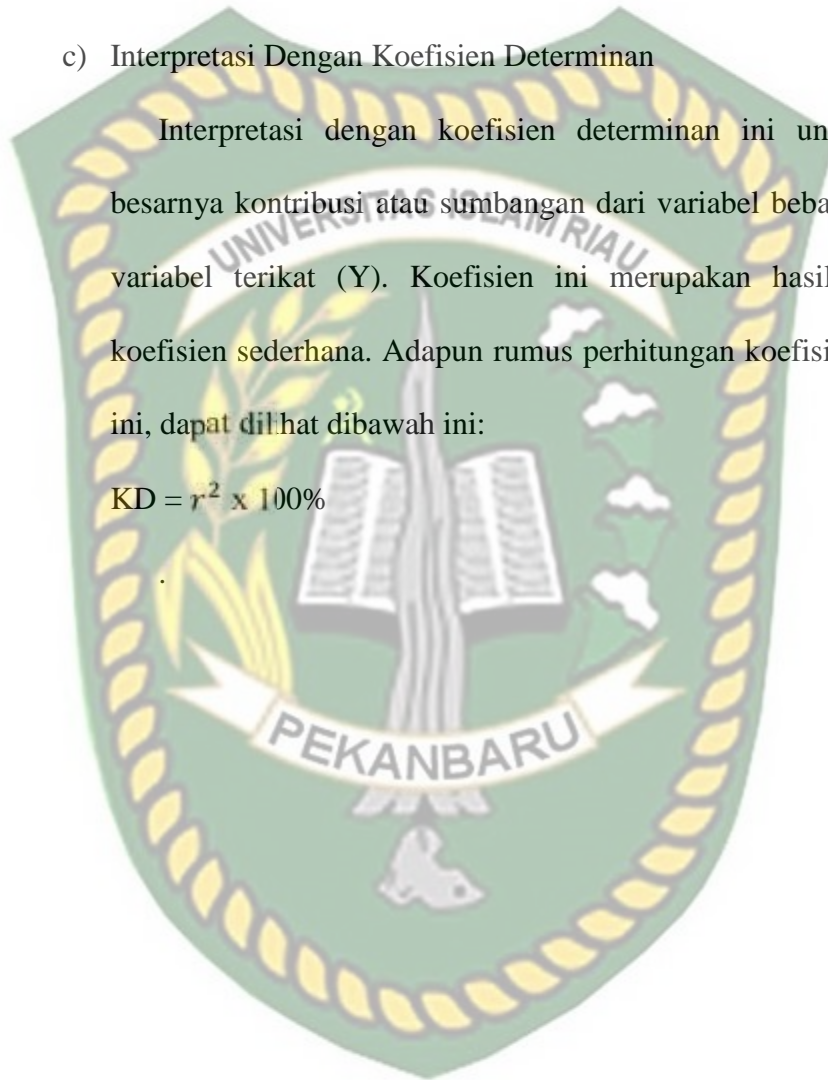 c) Interpretasi Dengan Koefisien Determinan
Interpretasi dengan koefisien determinan ini un
besarnya kontribusi atau sumbangan dari variabel beba
UNIVERSITAS ISLAM RIAU
variabel terikat (Y). Koefisien ini merupakan hasil
koefisien sederhana. Adapun rumus perhitungan koefisi
ini, dapat dilihat dibawah ini:
KD = r² x 100%
.
PEKANBARU